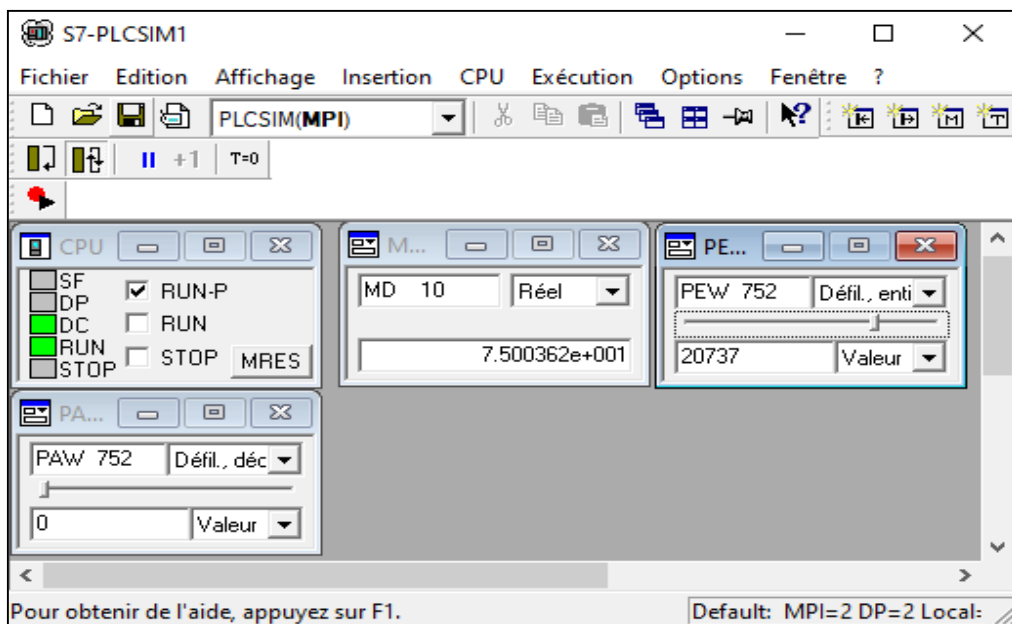 S7-PLCSIM1
Fichier Edition Affichage Insertion CPU Exécution Options Fenêtre ?
PLCSIM(MPI)
+1 T=0
CPU
SF
DP
DC
RUN
STOP
RUN-P
RUN
STOP MRES
M...
MD 10 Réel
7.500362e+001
PE...
PEW 752 Défil., enti
20737 Valeur
PA...
PAW 752 Défil., déc
0 Valeur
Pour obtenir de l'aide, appuyez sur F1.
Default: MPI=2 DP=2 Local: